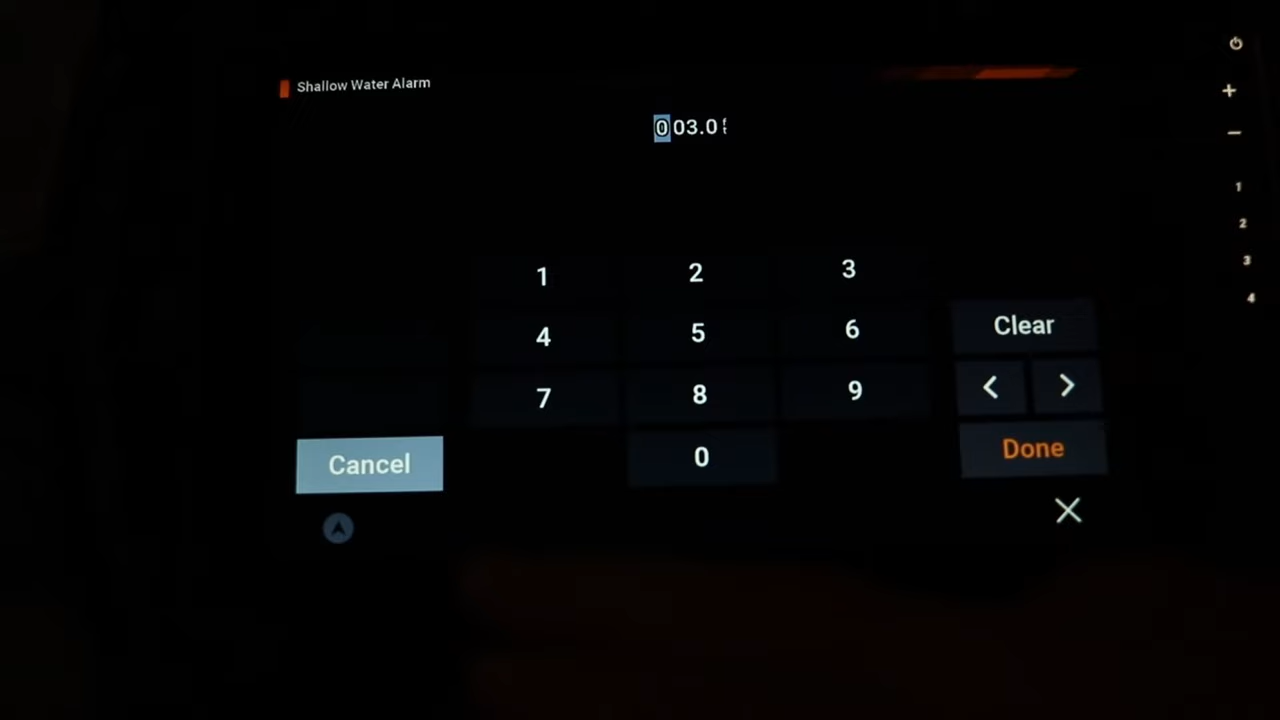 Shallow Water Alarm
003.0 ft
1 2 3
4 5 6 Clear
7 8 9 < >
Cancel 0 Done
+
−
1
2
3
4